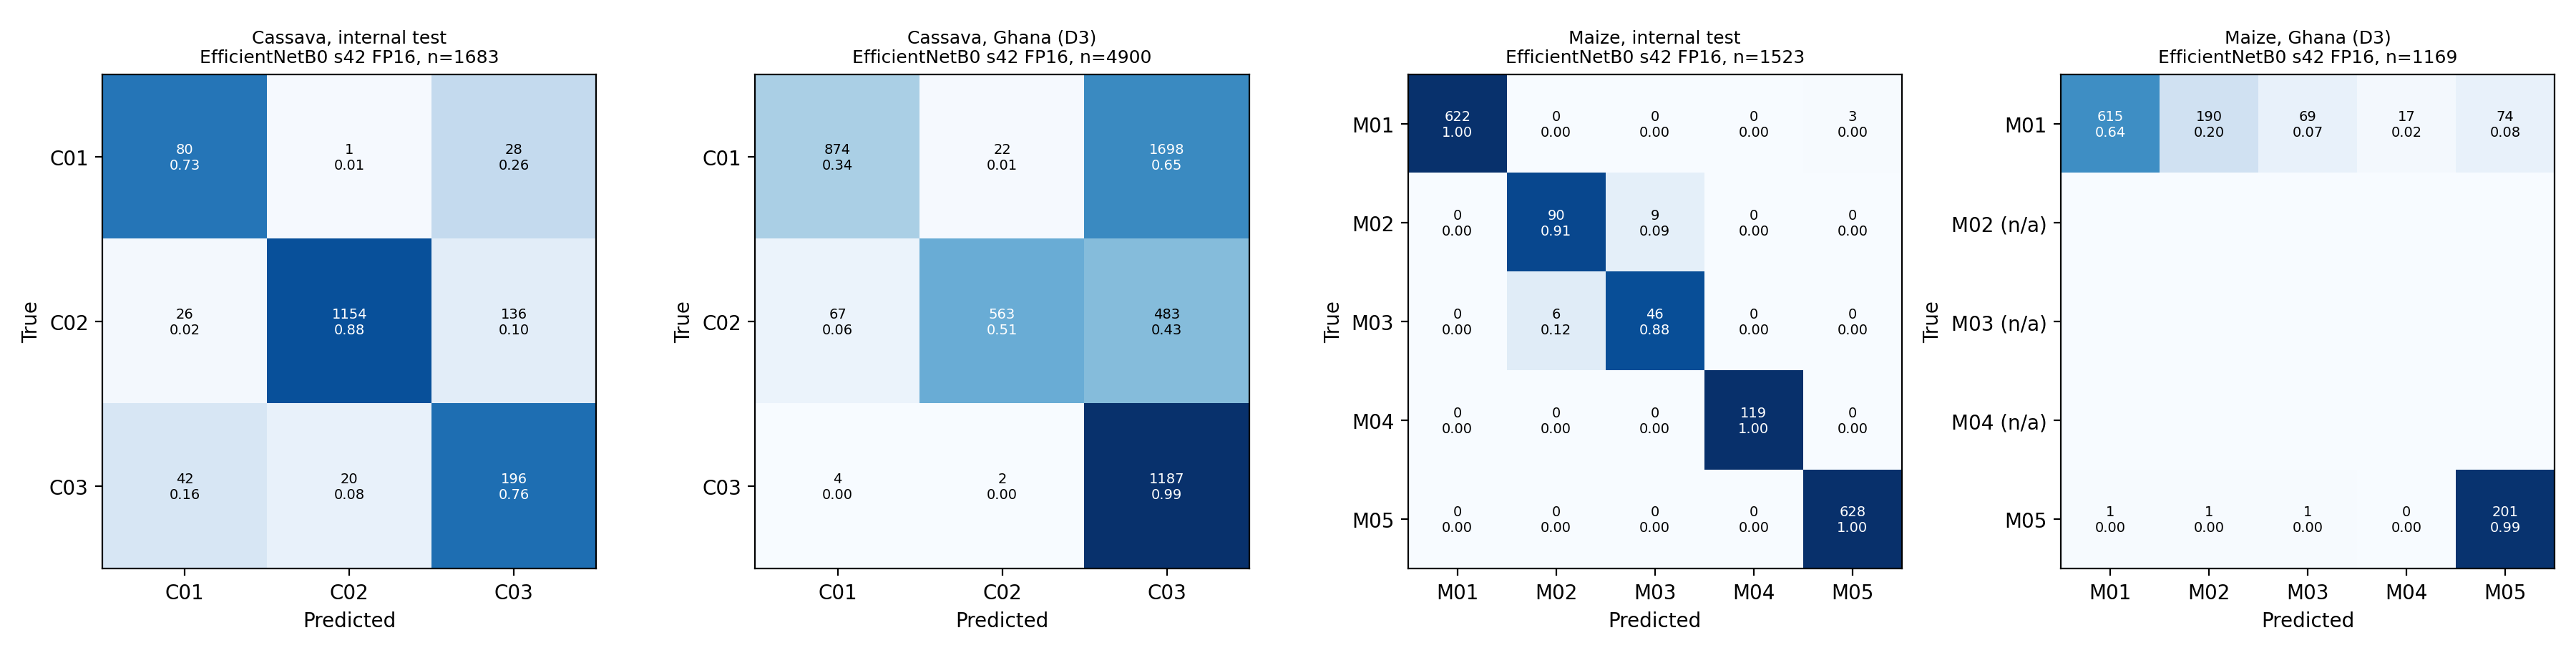 Cassava, internal test
EfficientNetB0 s42 FP16, n=1683
True
C01
80
0.73
1
0.01
28
0.26
C02
26
0.02
1154
0.88
136
0.10
C03
42
0.16
20
0.08
196
0.76
C01 C02 C03
Predicted
Cassava, Ghana (D3)
EfficientNetB0 s42 FP16, n=4900
True
C01
874
0.34
22
0.01
1698
0.65
C02
67
0.06
563
0.51
483
0.43
C03
4
0.00
2
0.00
1187
0.99
C01 C02 C03
Predicted
Maize, internal test
EfficientNetB0 s42 FP16, n=1523
True
M01
622
1.00
0
0.00
0
0.00
0
0.00
3
0.00
M02
0
0.00
90
0.91
9
0.09
0
0.00
0
0.00
M03
0
0.00
6
0.12
46
0.88
0
0.00
0
0.00
M04
0
0.00
0
0.00
0
0.00
119
1.00
0
0.00
M05
0
0.00
0
0.00
0
0.00
0
0.00
628
1.00
M01 M02 M03 M04 M05
Predicted
Maize, Ghana (D3)
EfficientNetB0 s42 FP16, n=1169
True
M01
615
0.64
190
0.20
69
0.07
17
0.02
74
0.08
M02 (n/a)
M03 (n/a)
M04 (n/a)
M05
1
0.00
1
0.00
1
0.00
0
0.00
201
0.99
M01 M02 M03 M04 M05
Predicted